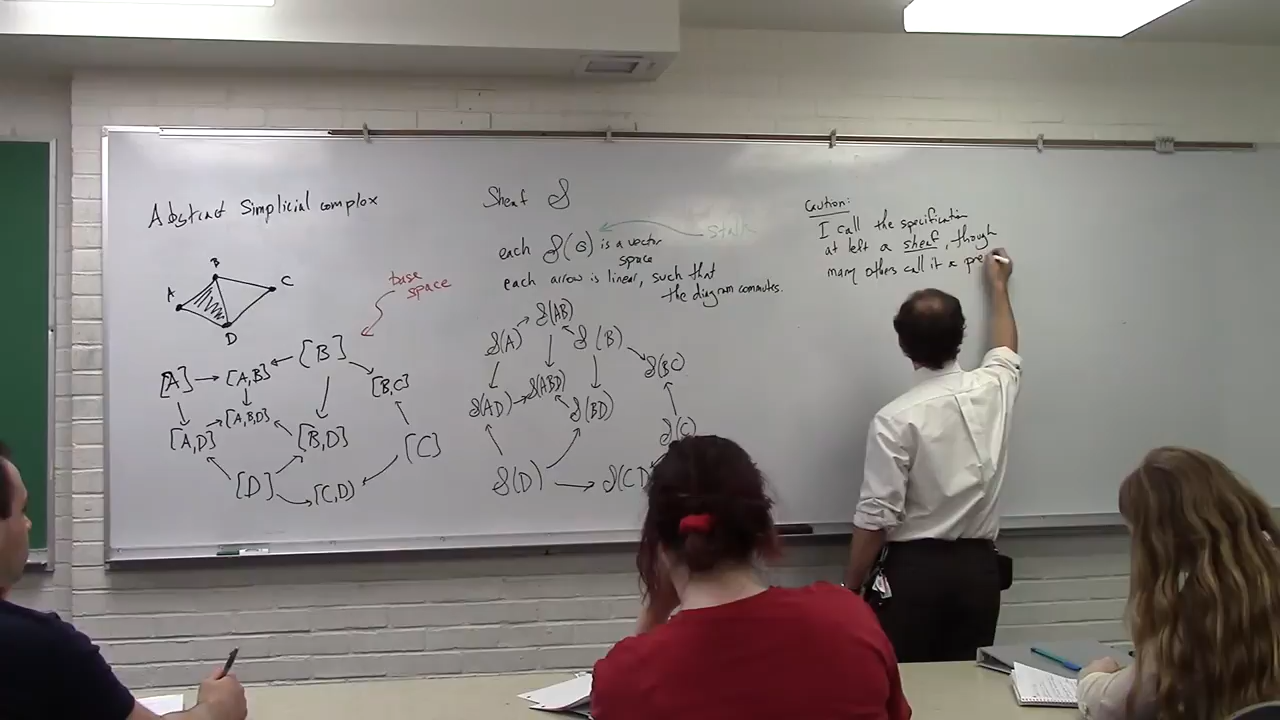 Abstract Simplicial complex
B
A
C
D
base
space
[B]
[A]
[A,B]
[B,C]
[A,D]
[A,B,D]
[B,D]
[C]
[D]
[C,D]
Sheaf S
each S(σ) is a vector
space
stalk
each arrow is linear, such that
the diagram commutes.
S(AB)
S(A)
S(B)
S(BC)
S(ABD)
S(AD)
S(BD)
S(C)
S(D)
S(CD
Caution:
I call the specification
at left a sheaf, though
many others call it a pre